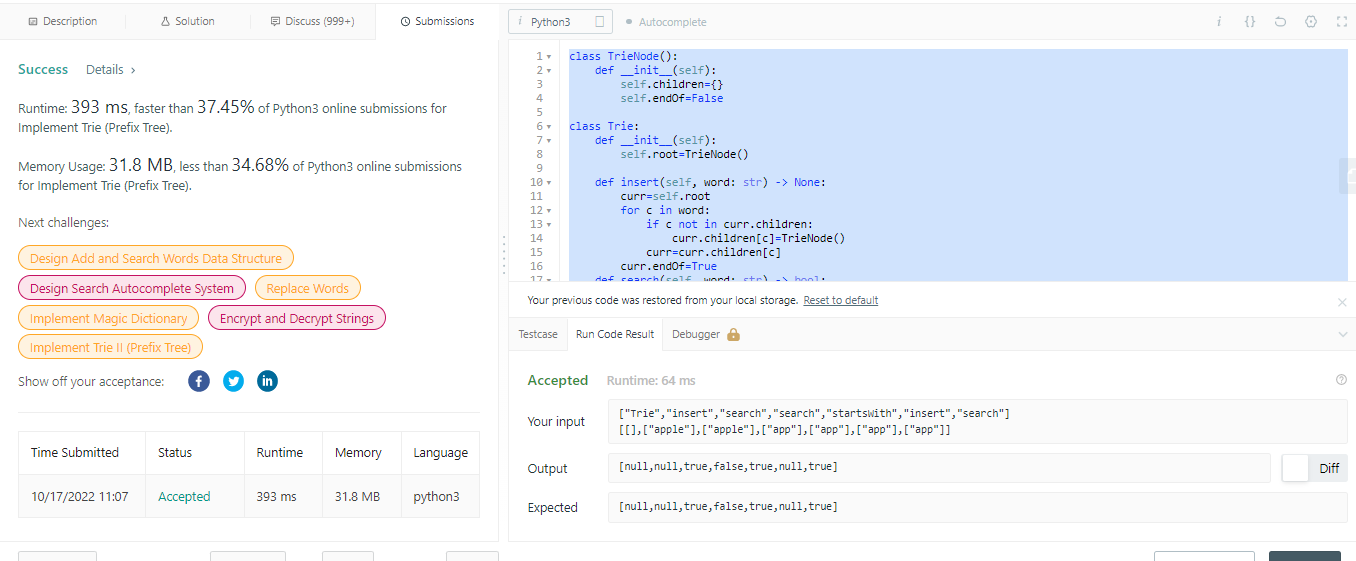 Description
Solution
Discuss (999+)
Submissions
Success Details ›
Runtime: 393 ms, faster than 37.45% of Python3 online submissions for
Implement Trie (Prefix Tree).
Memory Usage: 31.8 MB, less than 34.68% of Python3 online submissions
for Implement Trie (Prefix Tree).
Next challenges:
Design Add and Search Words Data Structure
Design Search Autocomplete System Replace Words
Implement Magic Dictionary Encrypt and Decrypt Strings
Implement Trie II (Prefix Tree)
Show off your acceptance:
Time Submitted Status Runtime Memory Language
10/17/2022 11:07 Accepted 393 ms 31.8 MB python3
i Python3 Autocomplete i {}
1 class TrieNode():
2 def __init__(self):
3 self.children={}
4 self.endOf=False
5
6 class Trie:
7 def __init__(self):
8 self.root=TrieNode()
9
10 def insert(self, word: str) -> None:
11 curr=self.root
12 for c in word:
13 if c not in curr.children:
14 curr.children[c]=TrieNode()
15 curr=curr.children[c]
16 curr.endOf=True
17 def search(self, word: str) -> bool:
Your previous code was restored from your local storage. Reset to default
Testcase Run Code Result Debugger
Accepted Runtime: 64 ms
Your input
["Trie","insert","search","search","startsWith","insert","search"]
[[],["apple"],["apple"],["app"],["app"],["app"],["app"]]
Output [null,null,true,false,true,null,true] Diff
Expected [null,null,true,false,true,null,true]